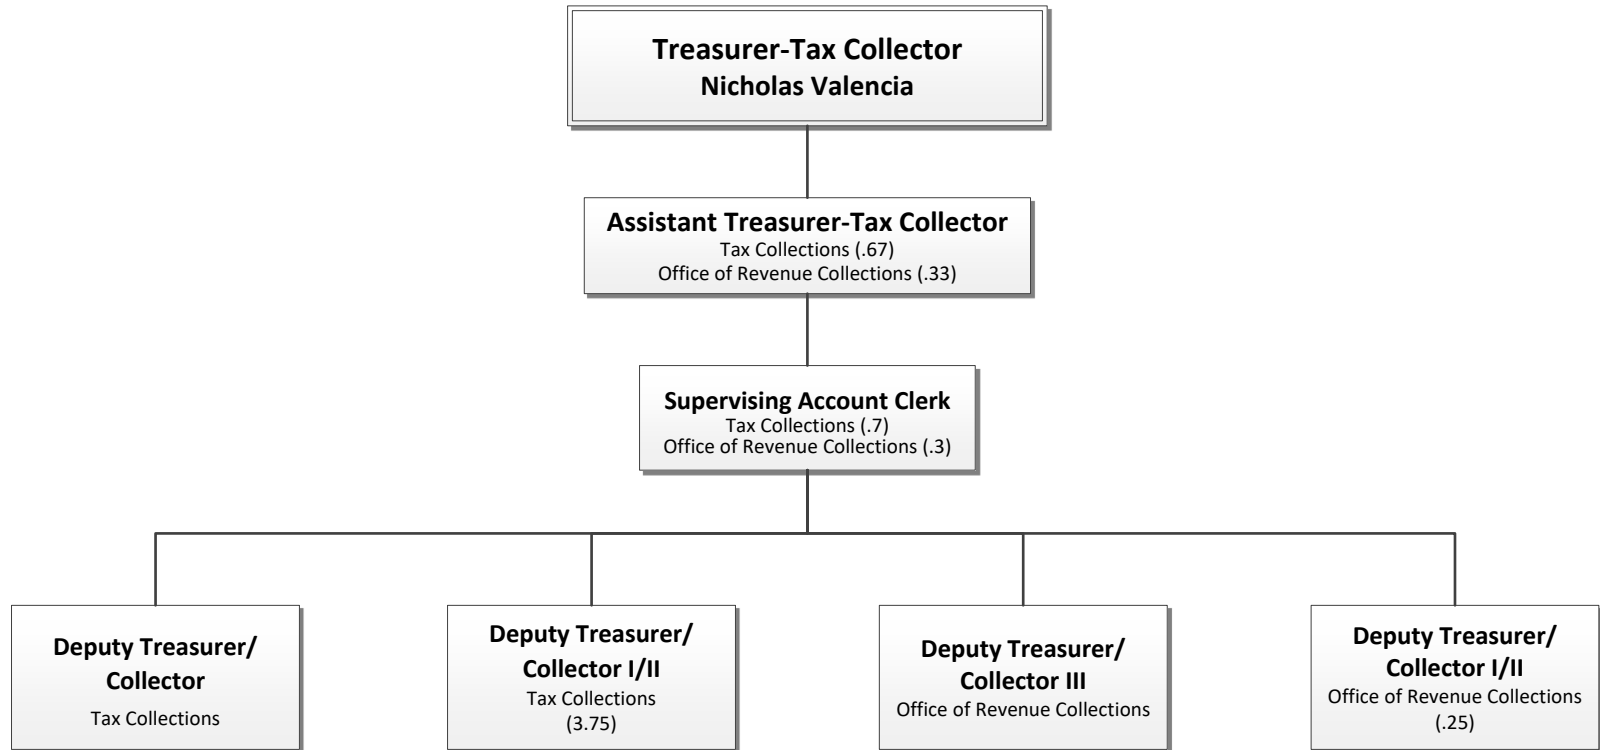 Treasurer-Tax Collector
Nicholas Valencia
Assistant Treasurer-Tax Collector
Tax Collections (.67)
Office of Revenue Collections (.33)
Supervising Account Clerk
Tax Collections (.7)
Office of Revenue Collections (.3)
Deputy Treasurer/
Collector
Tax Collections
Deputy Treasurer/
Collector I/II
Tax Collections
(3.75)
Deputy Treasurer/
Collector III
Office of Revenue Collections
Deputy Treasurer/
Collector I/II
Office of Revenue Collections
(.25)